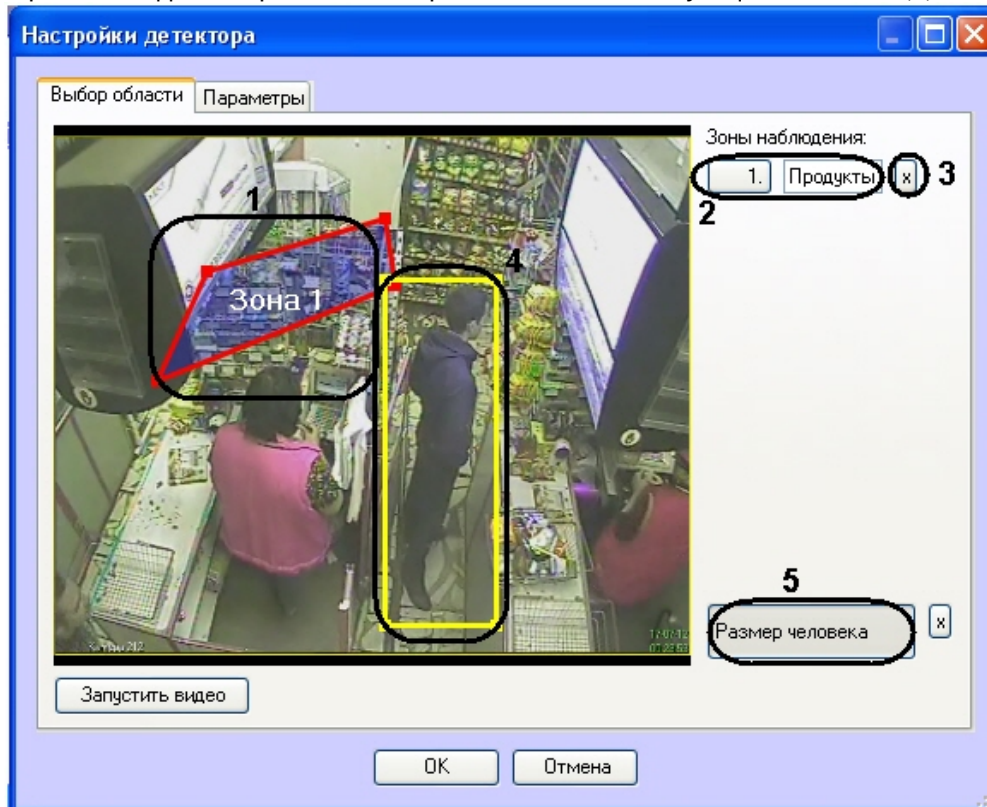 Настройки детектора
Выбор области Параметры
Зоны наблюдения:
1. Продукты x 3
2
1
Зона 1
4
5
Размер человека x
Запустить видео
OK Отмена